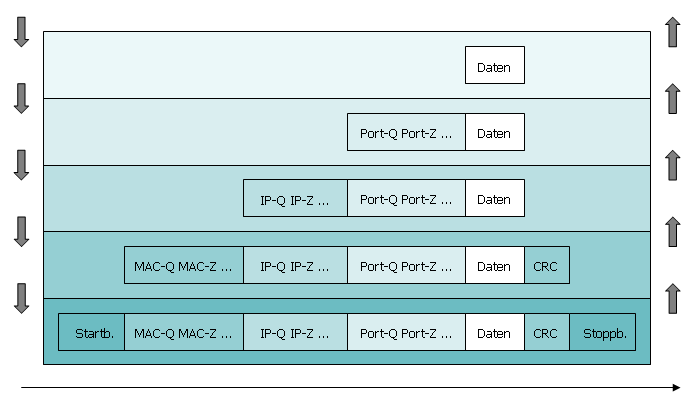 Daten
Port-Q Port-Z ... Daten
IP-Q IP-Z ... Port-Q Port-Z ... Daten
MAC-Q MAC-Z ... IP-Q IP-Z ... Port-Q Port-Z ... Daten CRC
Startb. MAC-Q MAC-Z ... IP-Q IP-Z ... Port-Q Port-Z ... Daten CRC Stoppb.